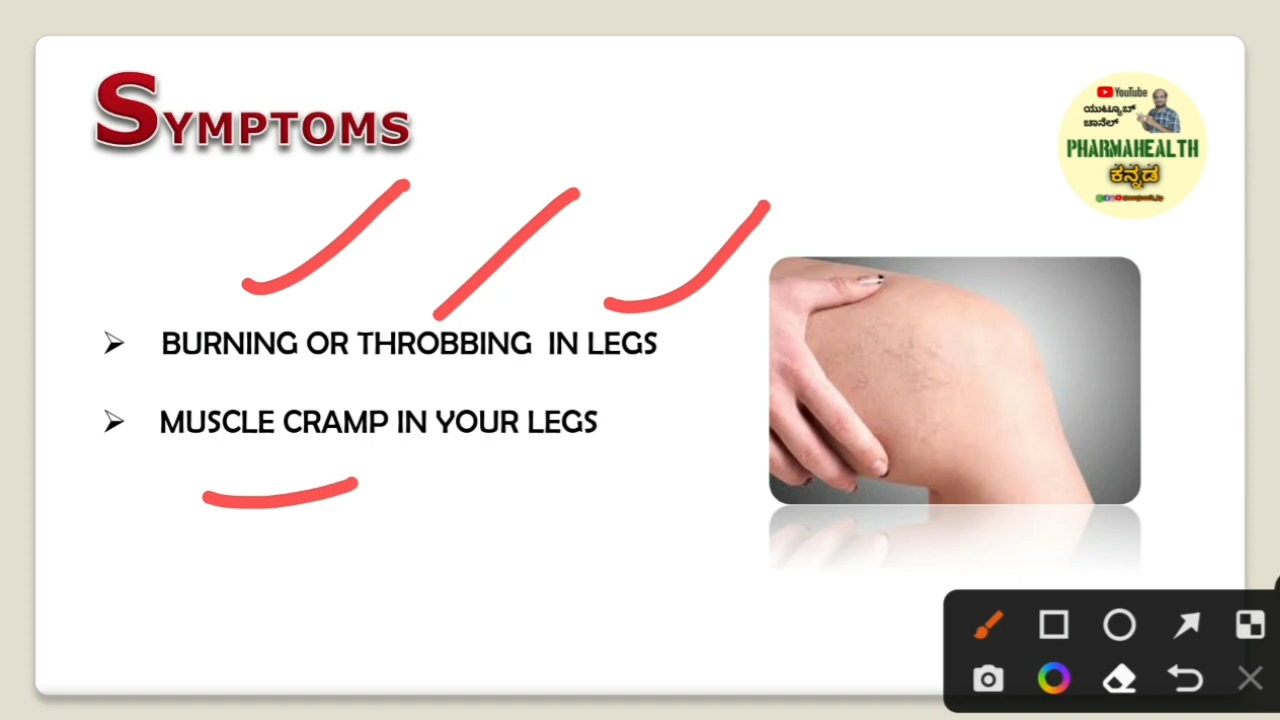 SYMPTOMS
YouTube
ಯುಟ್ಯೂಬ್
ಚಾನೆಲ್
PHARMAHEALTH
ಕನ್ನಡ
➢ BURNING OR THROBBING IN LEGS
➢ MUSCLE CRAMP IN YOUR LEGS